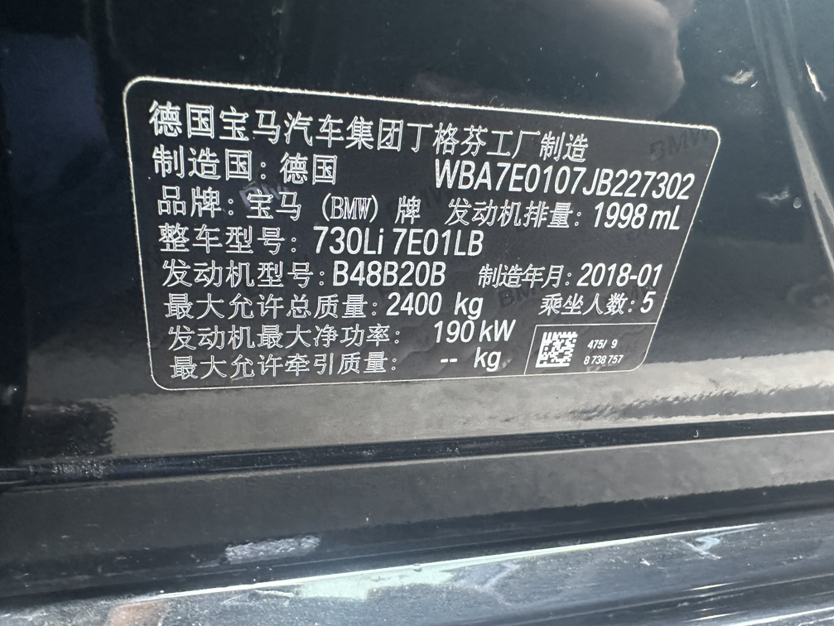 德国宝马汽车集团丁格芬工厂制造
制造国: 德国 WBA7E0107JB227302
品牌: 宝马 (BMW) 牌 发动机排量: 1998 mL
整车型号: 730Li 7E01LB
发动机型号: B48B20B 制造年月: 2018-01
最大允许总质量: 2400 kg 乘坐人数: 5
发动机最大净功率: 190 kW
最大允许牵引质量: -- kg
475/ 9
8 738 757